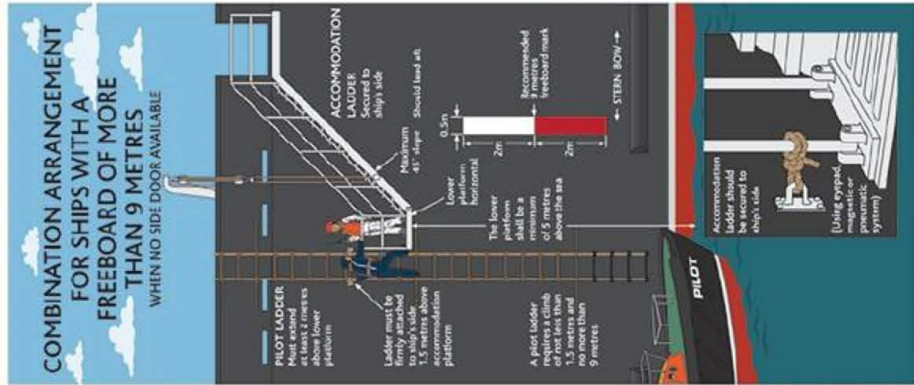 COMBINATION ARRANGEMENT
FOR SHIPS WITH A
FREEBOARD OF MORE
THAN 9 METRES
WHEN NO SIDE DOOR AVAILABLE
PILOT LADDER
Must extend
at least 2 metres
above lower
platform
Ladder must be
firmly attached
to ship's side
1.5 metres above
accommodation
platform
A pilot ladder
requires a climb
of not less than
1.5 metres and
no more than
9 metres
ACCOMMODATION
LADDER
Secured to
ship's side
Should lead aft
Maximum
45° slope
Lower
platform
horizontal
The lower
platform
shall be a
minimum
of 5 metres
above the sea
0.5m
2m
2m
Recommended
9 metres
freeboard mark
STERN BOW
PILOT
Accommodation
ladder should
be secured to
ship's side
(Using eyepad,
magnetic or
pneumatic
system)